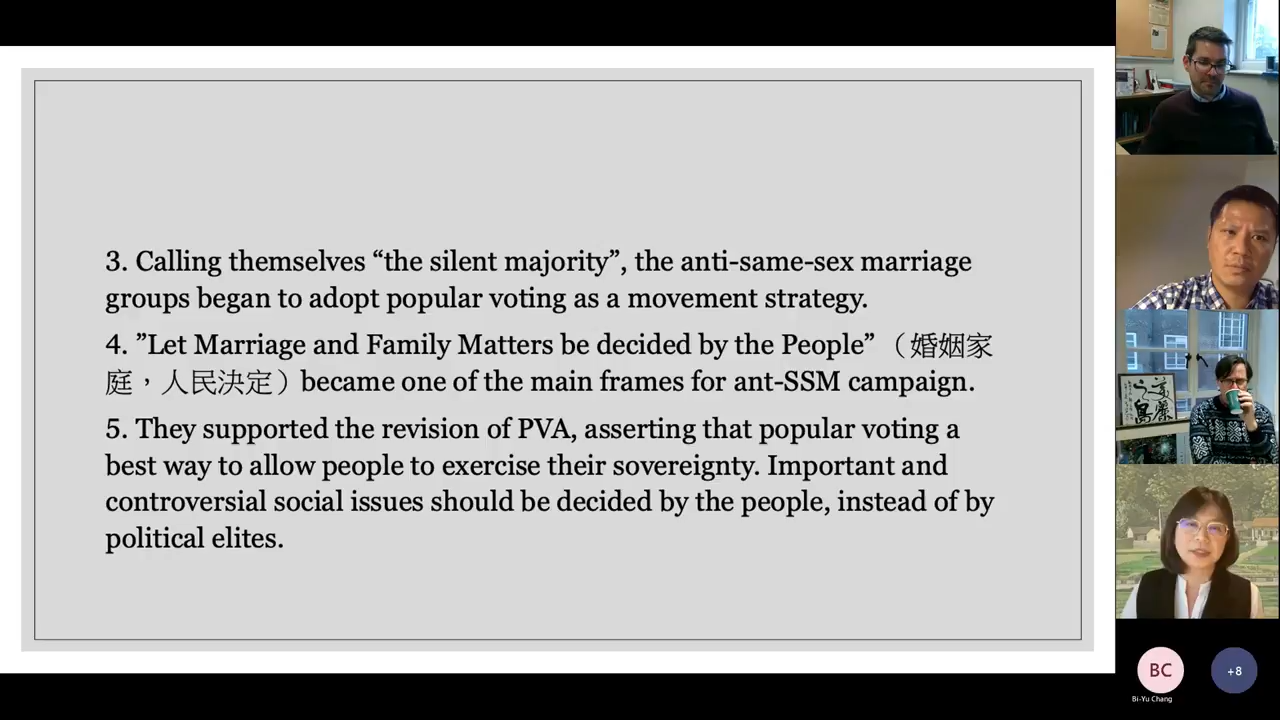 3. Calling themselves “the silent majority”, the anti-same-sex marriage
groups began to adopt popular voting as a movement strategy.
4. ”Let Marriage and Family Matters be decided by the People” （婚姻家
庭，人民決定）became one of the main frames for ant-SSM campaign.
5. They supported the revision of PVA, asserting that popular voting a
best way to allow people to exercise their sovereignty. Important and
controversial social issues should be decided by the people, instead of by
political elites.
BC
Bi-Yu Chang
+8